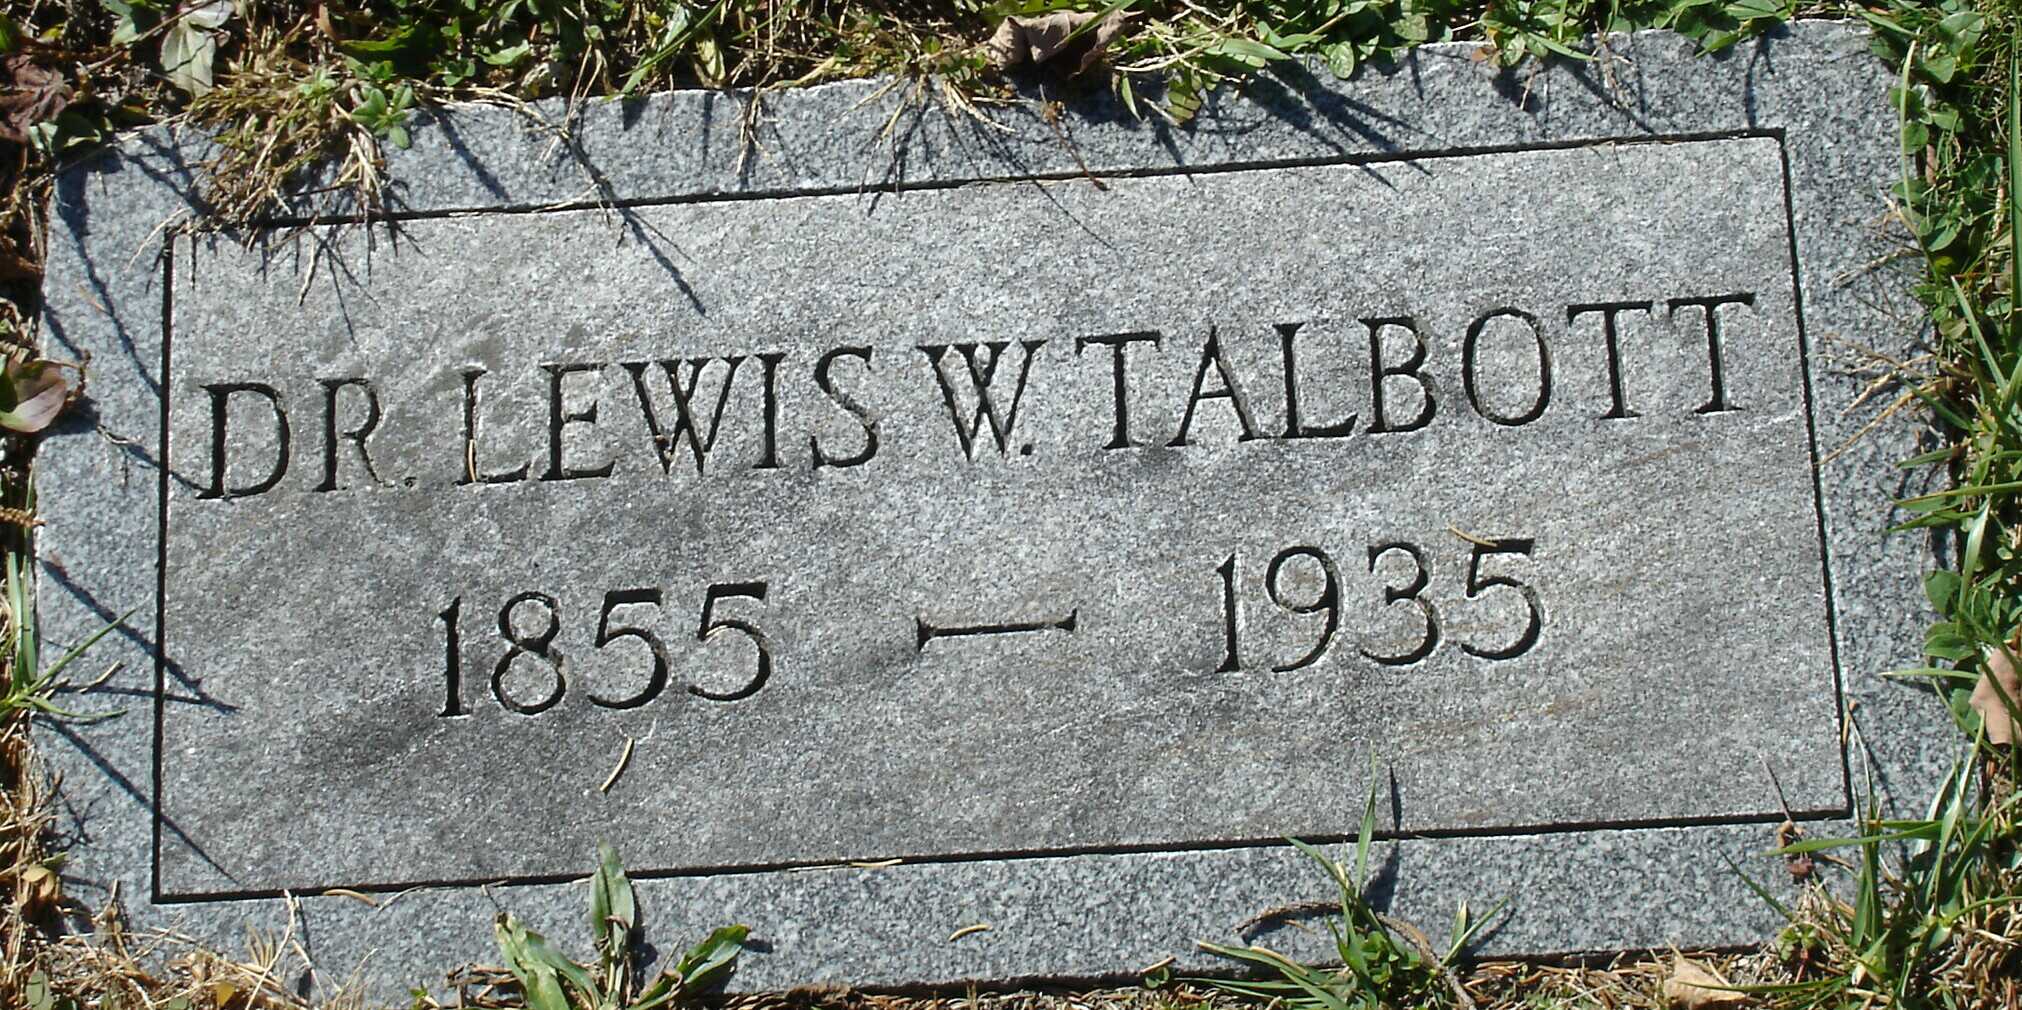 DR. LEWIS W. TALBOTT
1855 — 1935